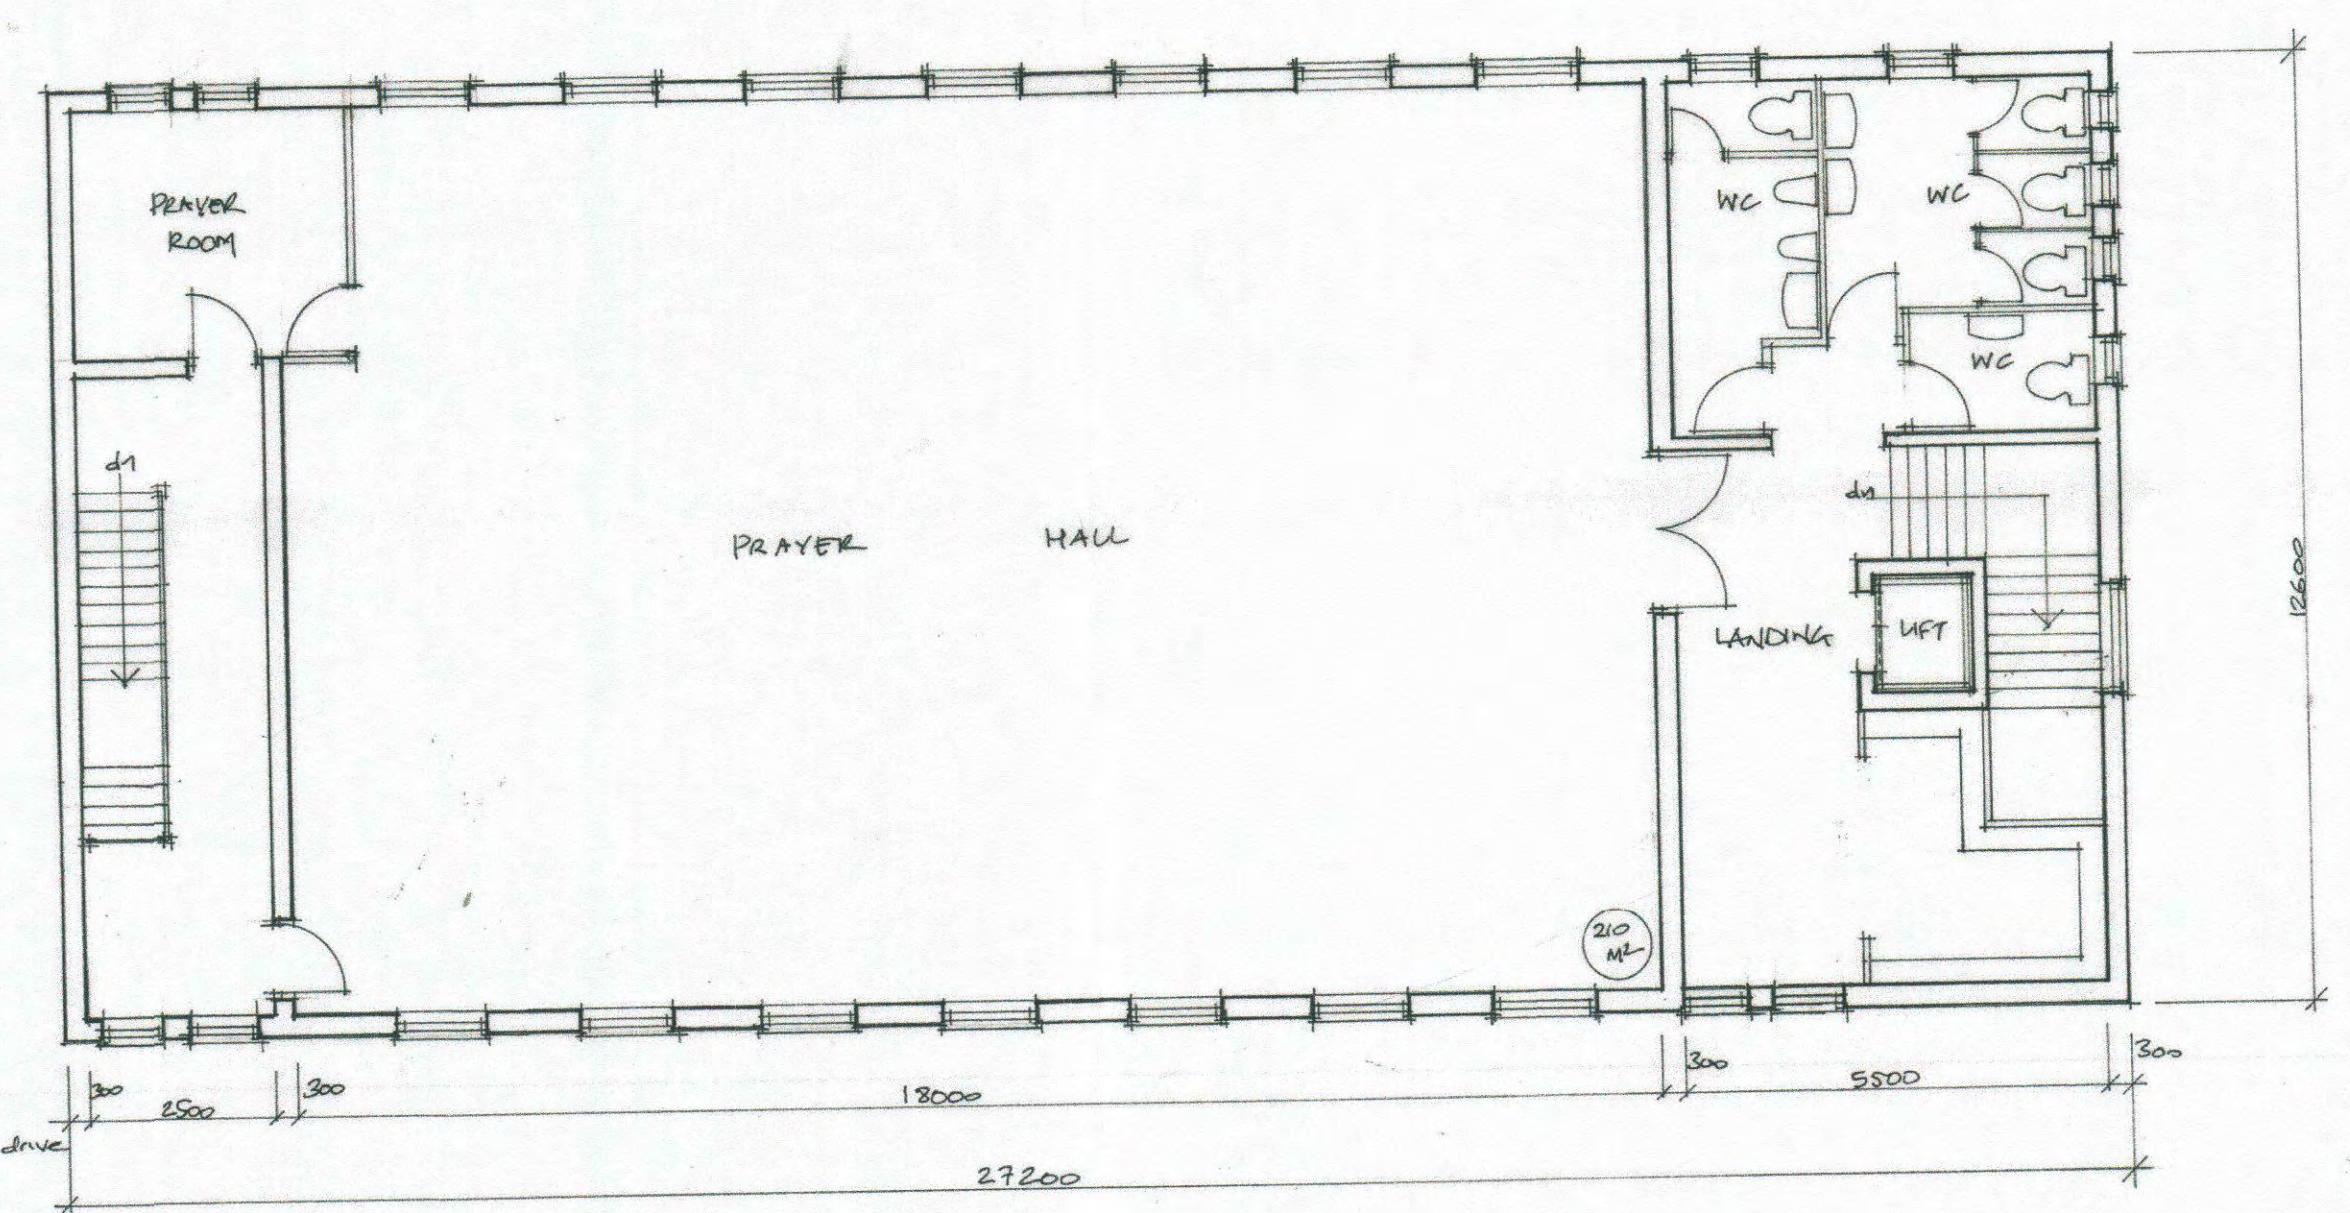 PRAYER
ROOM
WC
WC
WC
dn
dn
PRAYER HALL
LANDING
LIFT
12600
210
M2
300
2500
300
18000
300
5500
300
drive
27200